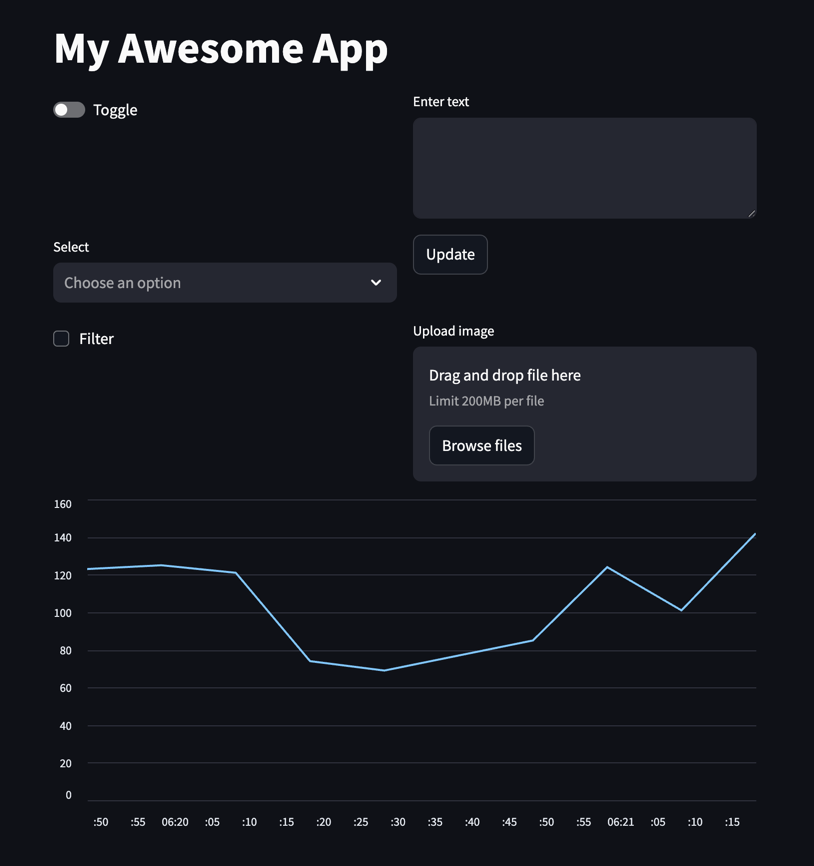 My Awesome App
Toggle
Enter text
Select
Choose an option
Update
Filter
Upload image
Drag and drop file here
Limit 200MB per file
Browse files
160
140
120
100
80
60
40
20
0
:50 :55 06:20 :05 :10 :15 :20 :25 :30 :35 :40 :45 :50 :55 06:21 :05 :10 :15